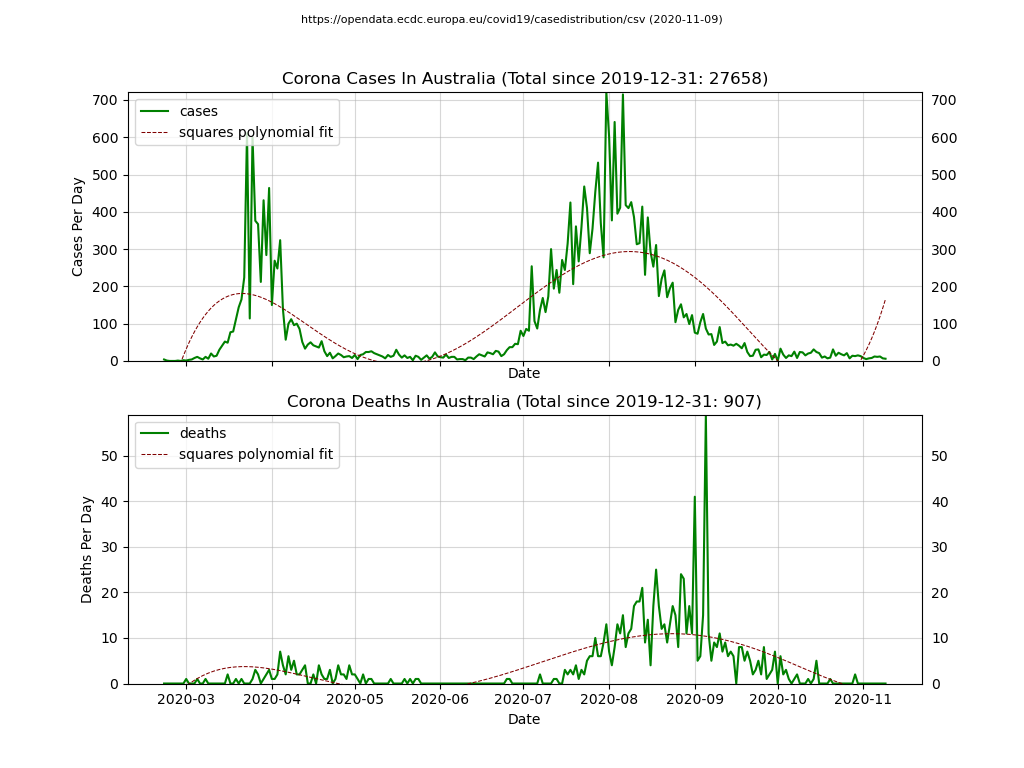 https://opendata.ecdc.europa.eu/covid19/casedistribution/csv (2020-11-09)
Corona Cases In Australia (Total since 2019-12-31: 27658)
cases
squares polynomial fit
Cases Per Day
700
600
500
400
300
200
100
0
700
600
500
400
300
200
100
0
Date
Corona Deaths In Australia (Total since 2019-12-31: 907)
deaths
squares polynomial fit
Deaths Per Day
50
40
30
20
10
0
50
40
30
20
10
0
2020-03 2020-04 2020-05 2020-06 2020-07 2020-08 2020-09 2020-10 2020-11
Date